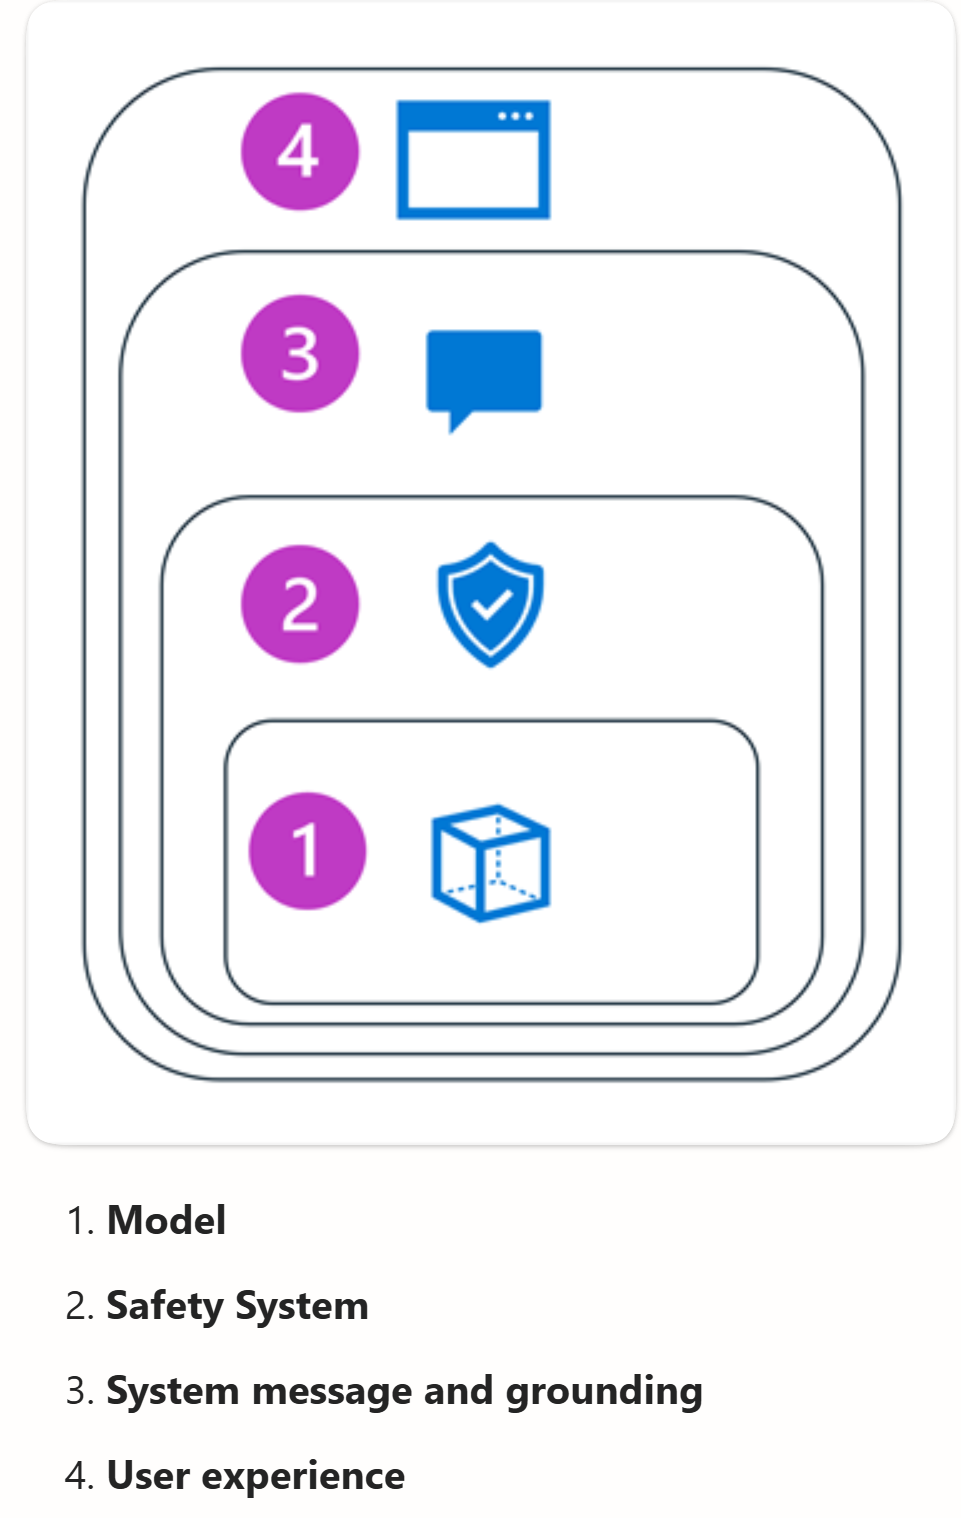 4
3
2
1
1. Model
2. Safety System
3. System message and grounding
4. User experience